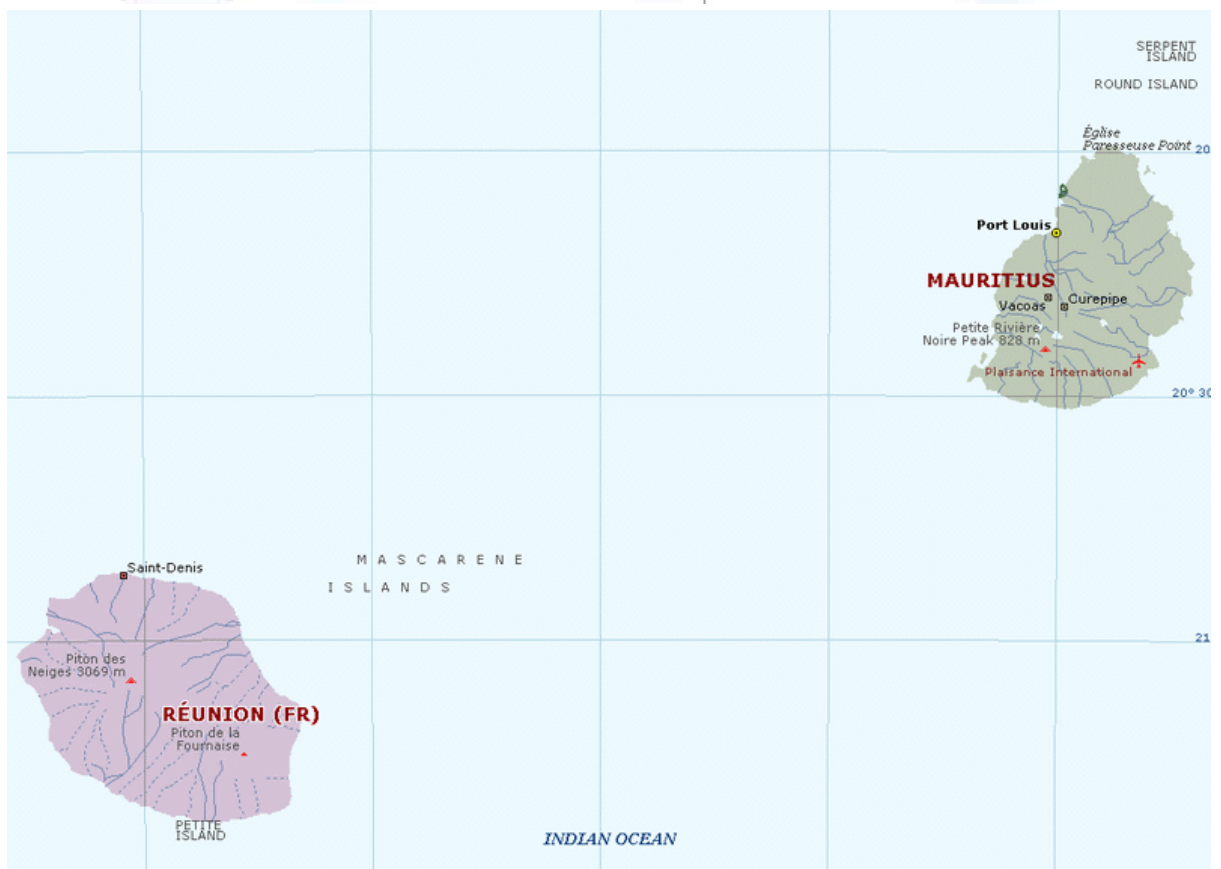 SERPENT
ISLAND
ROUND ISLAND
Église
Paresseuse Point
20
Port Louis
MAURITIUS
Vacoas
Curepipe
Petite Rivière
Noire Peak 828 m
Plaisance International
20° 30
MASCARENE
ISLANDS
Saint-Denis
21
Piton des
Neiges 3069 m
RÉUNION (FR)
Piton de la
Fournaise
PETITE
ISLAND
INDIAN OCEAN